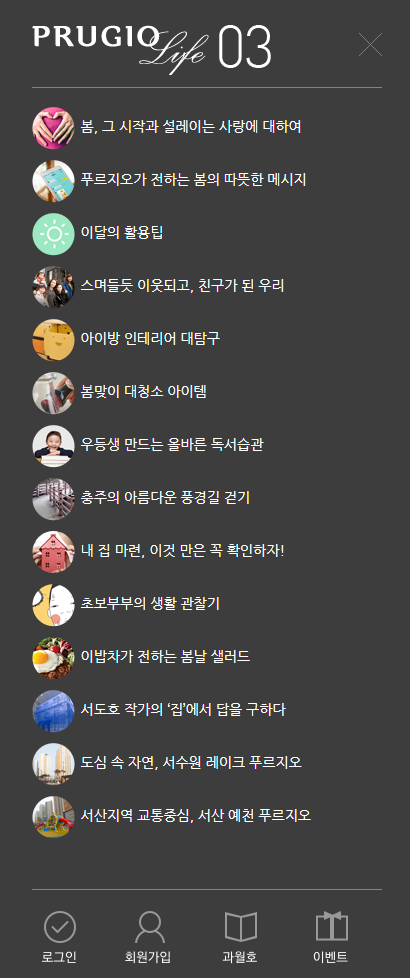 PRUGIO Life 03
봄, 그 시작과 설레이는 사랑에 대하여
푸르지오가 전하는 봄의 따뜻한 메시지
이달의 활용팁
스며들듯 이웃되고, 친구가 된 우리
아이방 인테리어 대탐구
봄맞이 대청소 아이템
우등생 만드는 올바른 독서습관
충주의 아름다운 풍경길 걷기
내 집 마련, 이것 만은 꼭 확인하자!
초보부부의 생활 관찰기
이밥차가 전하는 봄날 샐러드
서도호 작가의 ‘집’에서 답을 구하다
도심 속 자연, 서수원 레이크 푸르지오
서산지역 교통중심, 서산 예천 푸르지오
로그인 회원가입 과월호 이벤트